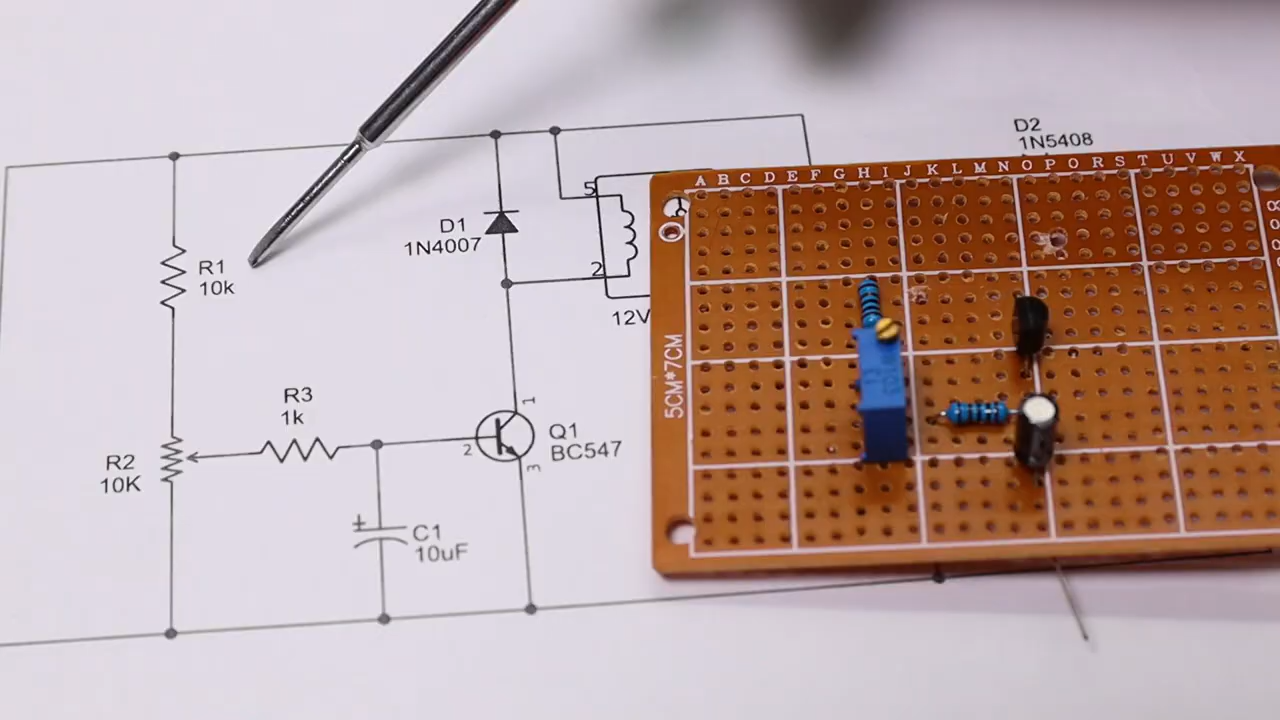 D2
1N5408
A B C D E F G H I J K L M N O P Q R S T U V W X
5
D1
1N4007
R1
10k
2
12V
5CM*7CM
R3
1k
1
Q1
BC547
2
R2
10K
3
+
C1
10uF